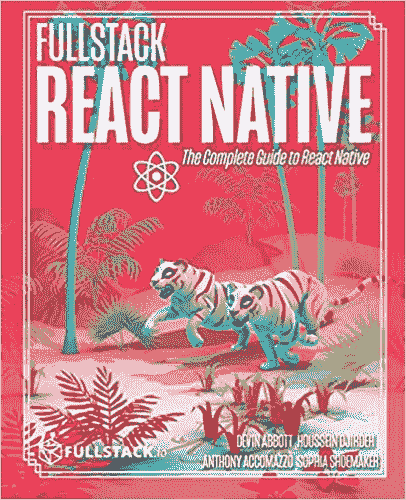 FULLSTACK
REACT NATIVE
The Complete Guide to React Native
DEVIN ABBOTT HOUSSEIN DJIRDEH
ANTHONY ACCOMAZZO SOPHIA SHOEMAKER
FULLSTACK.io